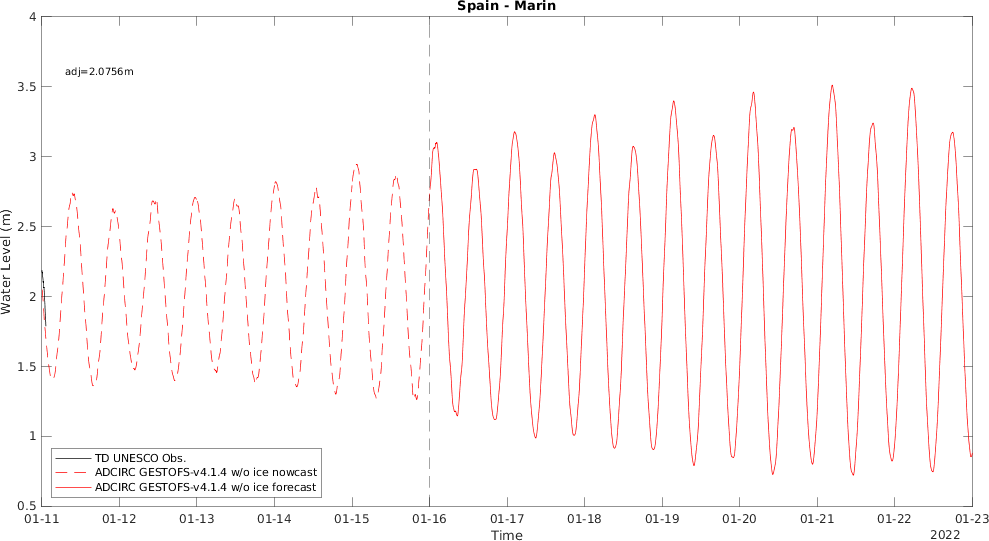 Spain - Marin
4
adj=2.0756m
3.5
3
2.5
2
1.5
1
0.5
Water Level (m)
TD UNESCO Obs.
ADCIRC GESTOFS-v4.1.4 w/o ice nowcast
ADCIRC GESTOFS-v4.1.4 w/o ice forecast
01-11 01-12 01-13 01-14 01-15 01-16 01-17 01-18 01-19 01-20 01-21 01-22 01-23
Time
2022